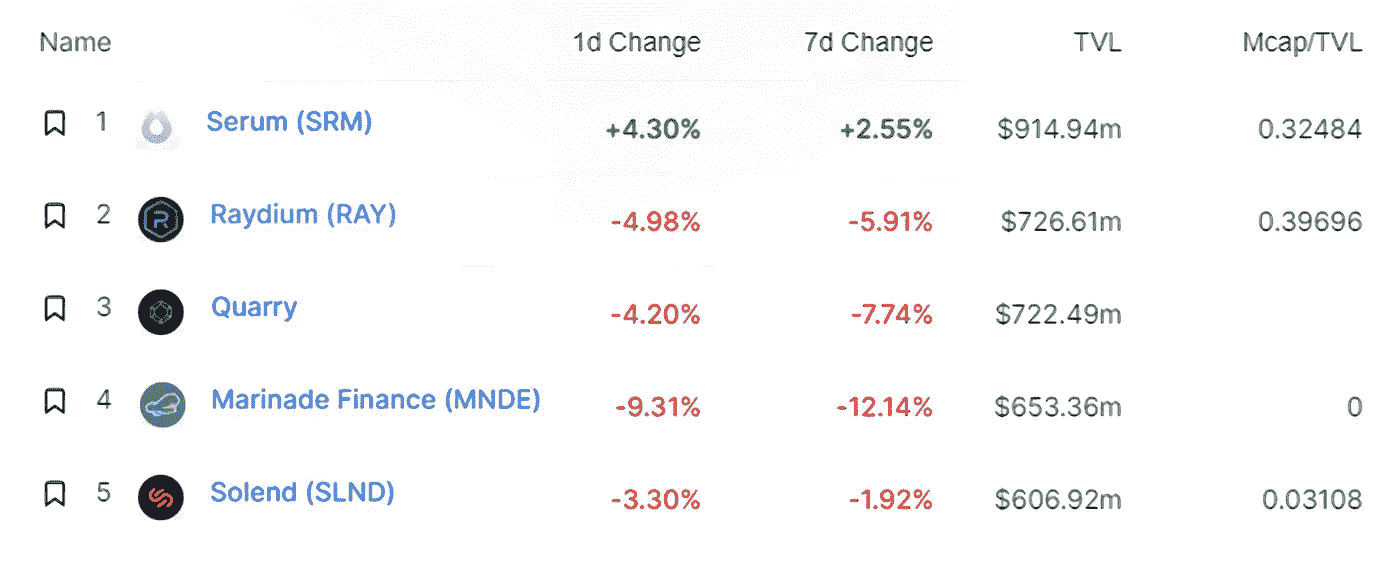 Name 1d Change 7d Change TVL Mcap/TVL
1 Serum (SRM) +4.30% +2.55% $914.94m 0.32484
2 Raydium (RAY) -4.98% -5.91% $726.61m 0.39696
3 Quarry -4.20% -7.74% $722.49m
4 Marinade Finance (MNDE) -9.31% -12.14% $653.36m 0
5 Solend (SLND) -3.30% -1.92% $606.92m 0.03108